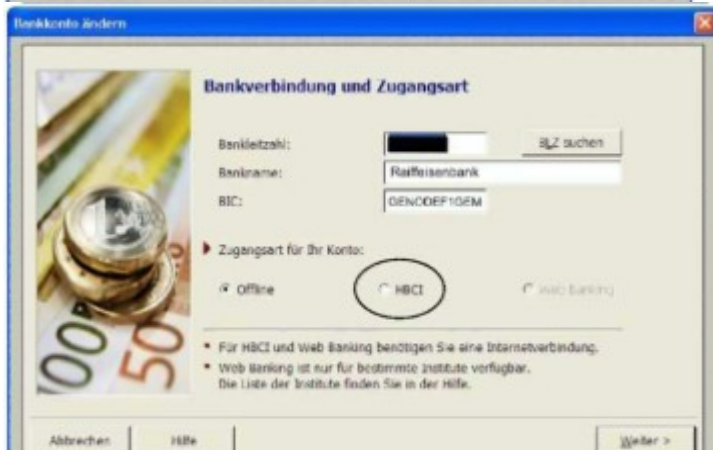 Bankkonto ändern
Bankverbindung und Zugangsart
Bankleitzahl:
BLZ suchen
Bankname:
Raiffeisenbank
BIC:
GENODEF1GEM
Zugangsart für Ihr Konto:
Offline
HBCI
Web Banking
Für HBCI und Web Banking benötigen Sie eine Internetverbindung.
Web Banking ist nur für bestimmte Institute verfügbar.
Die Liste der Institute finden Sie in der Hilfe.
Abbrechen
Hilfe
Weiter >
100
50